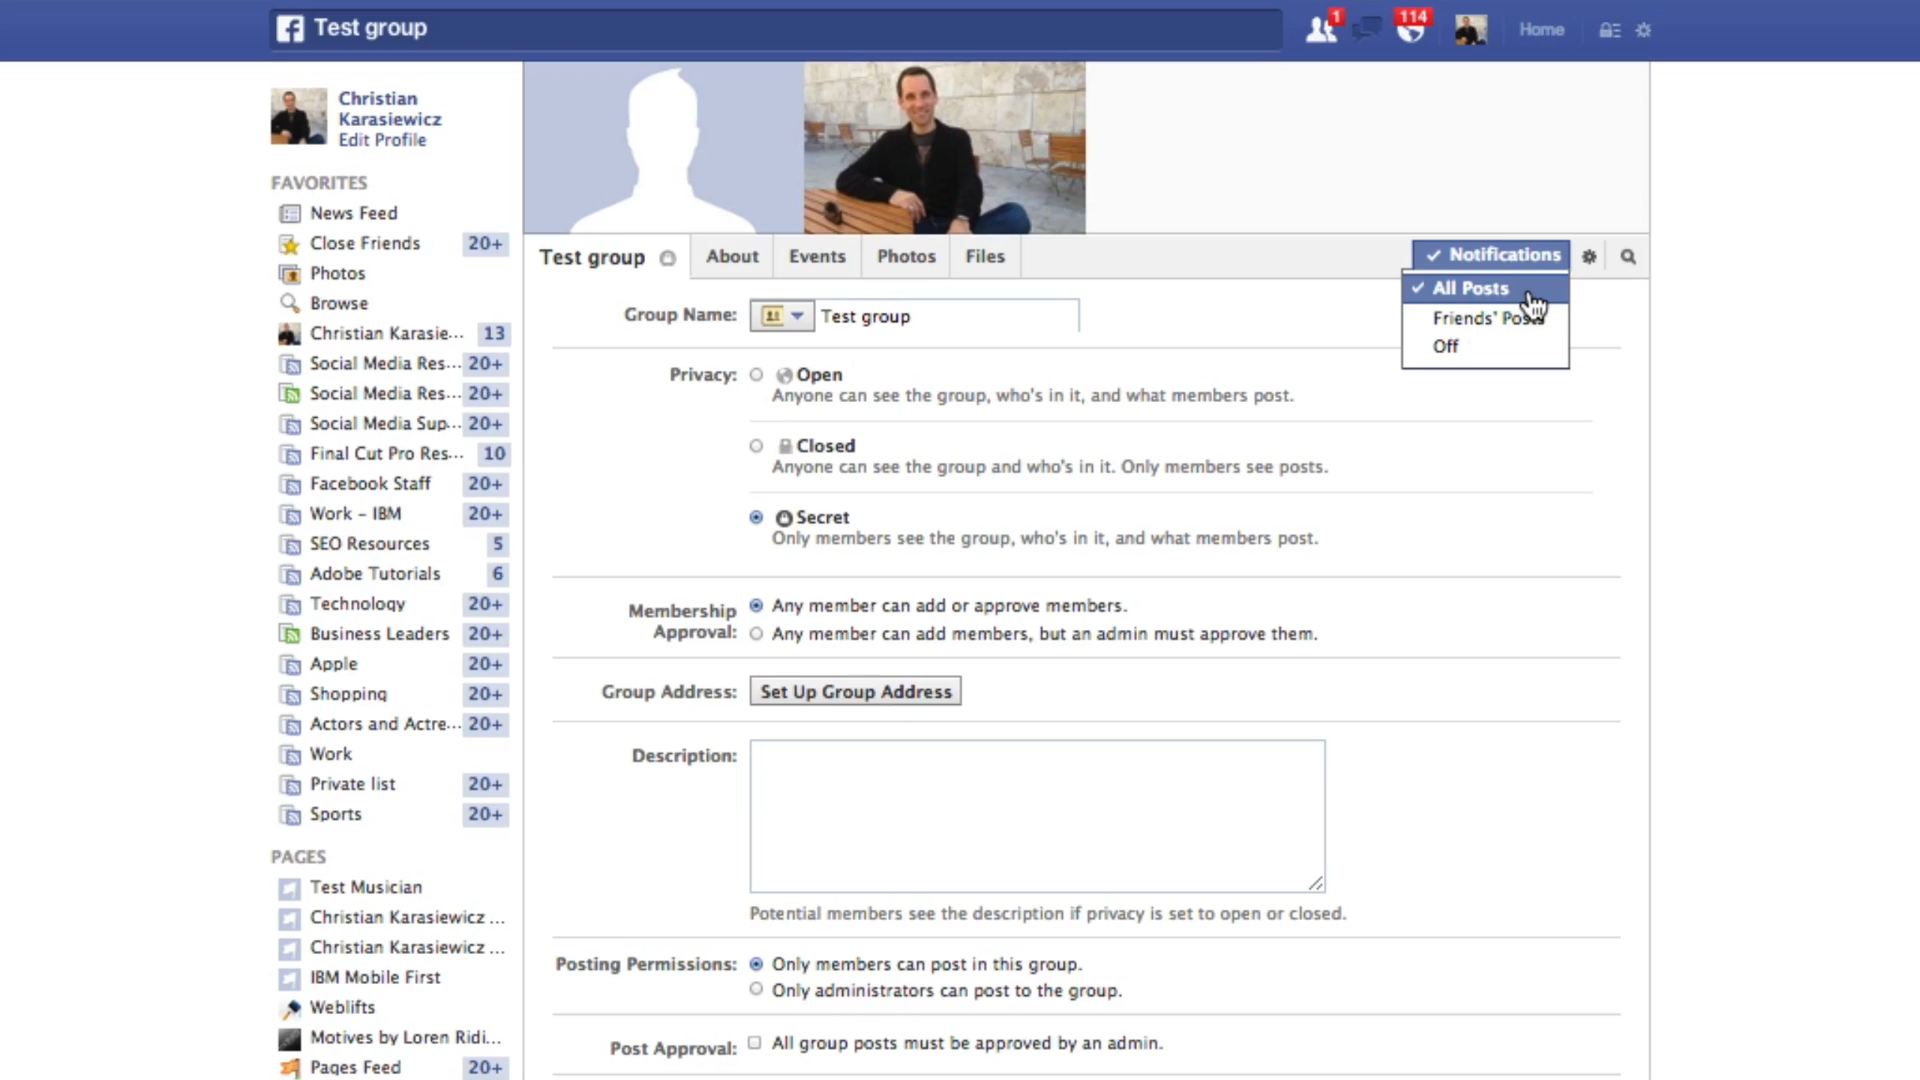 Test group
1
114
Home
Christian
Karasiewicz
Edit Profile
FAVORITES
News Feed
Close Friends 20+
Photos
Browse
Christian Karasie... 13
Social Media Res... 20+
Social Media Res... 20+
Social Media Sup... 20+
Final Cut Pro Res... 10
Facebook Staff 20+
Work - IBM 20+
SEO Resources 5
Adobe Tutorials 6
Technology 20+
Business Leaders 20+
Apple 20+
Shopping 20+
Actors and Actre... 20+
Work
Private list 20+
Sports 20+
PAGES
Test Musician
Christian Karasiewicz ...
Christian Karasiewicz ...
IBM Mobile First
Weblifts
Motives by Loren Ridi...
Pages Feed 20+
Test group About Events Photos Files
Notifications
All Posts
Friends' Posts
Off
Group Name: Test group
Privacy: Open
Anyone can see the group, who's in it, and what members post.
Closed
Anyone can see the group and who's in it. Only members see posts.
Secret
Only members see the group, who's in it, and what members post.
Membership
Approval:
Any member can add or approve members.
Any member can add members, but an admin must approve them.
Group Address: Set Up Group Address
Description:
Potential members see the description if privacy is set to open or closed.
Posting Permissions: Only members can post in this group.
Only administrators can post to the group.
Post Approval: All group posts must be approved by an admin.